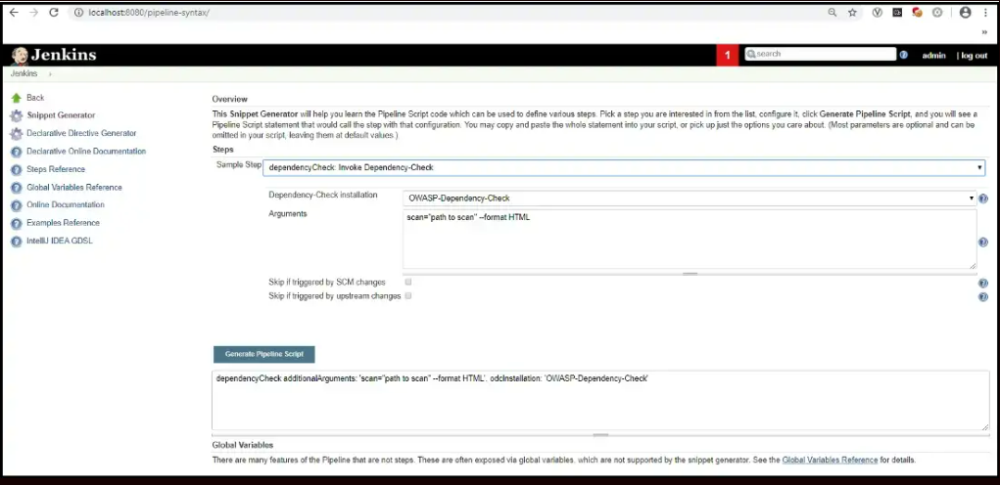 localhost:8080/pipeline-syntax/
»
Jenkins
1
search
admin
| log out
Jenkins
Back
Snippet Generator
Declarative Directive Generator
Declarative Online Documentation
Steps Reference
Global Variables Reference
Online Documentation
Examples Reference
IntelliJ IDEA GDSL
Overview
This Snippet Generator will help you learn the Pipeline Script code which can be used to define various steps. Pick a step you are interested in from the list, configure it, click Generate Pipeline Script, and you will see a
Pipeline Script statement that would call the step with that configuration. You may copy and paste the whole statement into your script, or pick up just the options you care about. (Most parameters are optional and can be
omitted in your script, leaving them at default values.)
Steps
Sample Step
dependencyCheck: Invoke Dependency-Check
Dependency-Check installation
OWASP-Dependency-Check
Arguments
scan="path to scan" --format HTML
Skip if triggered by SCM changes
Skip if triggered by upstream changes
Generate Pipeline Script
dependencyCheck additionalArguments: 'scan="path to scan" --format HTML', odcInstallation: 'OWASP-Dependency-Check'
Global Variables
There are many features of the Pipeline that are not steps. These are often exposed via global variables, which are not supported by the snippet generator. See the Global Variables Reference for details.